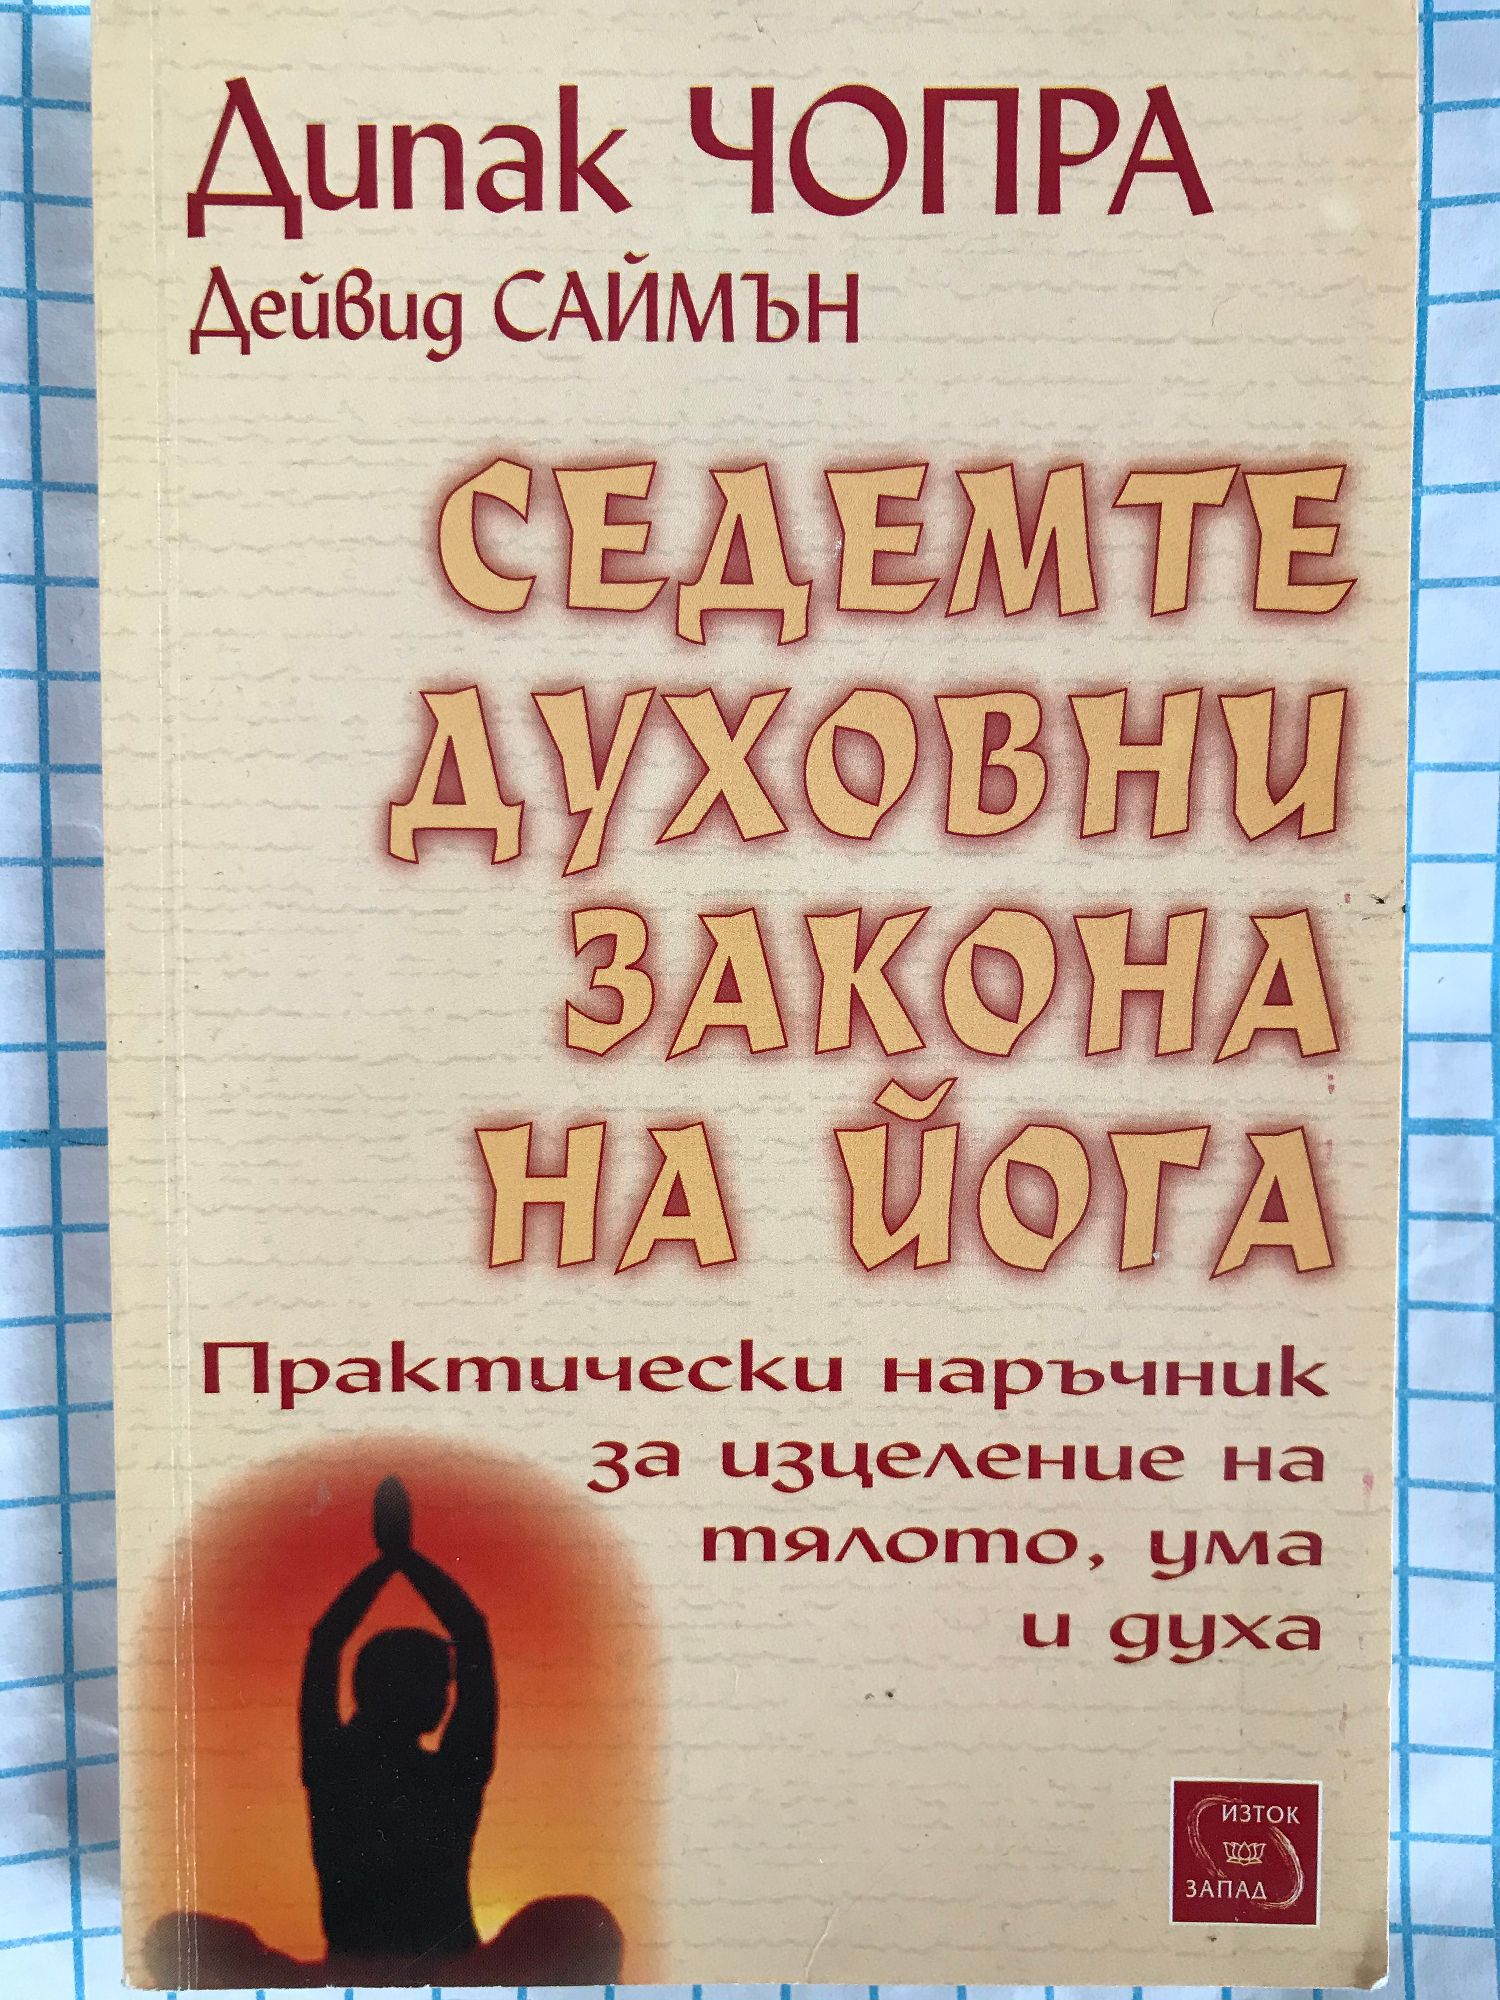 Дипак ЧОПРА
Дейвид САЙМЪН
СЕДЕМТЕ
ДУХОВНИ
ЗАКОНА
НА ЙОГА
Практически наръчник
за изцеление на
тялото, ума
и духа
ИЗТОК
ЗАПАД